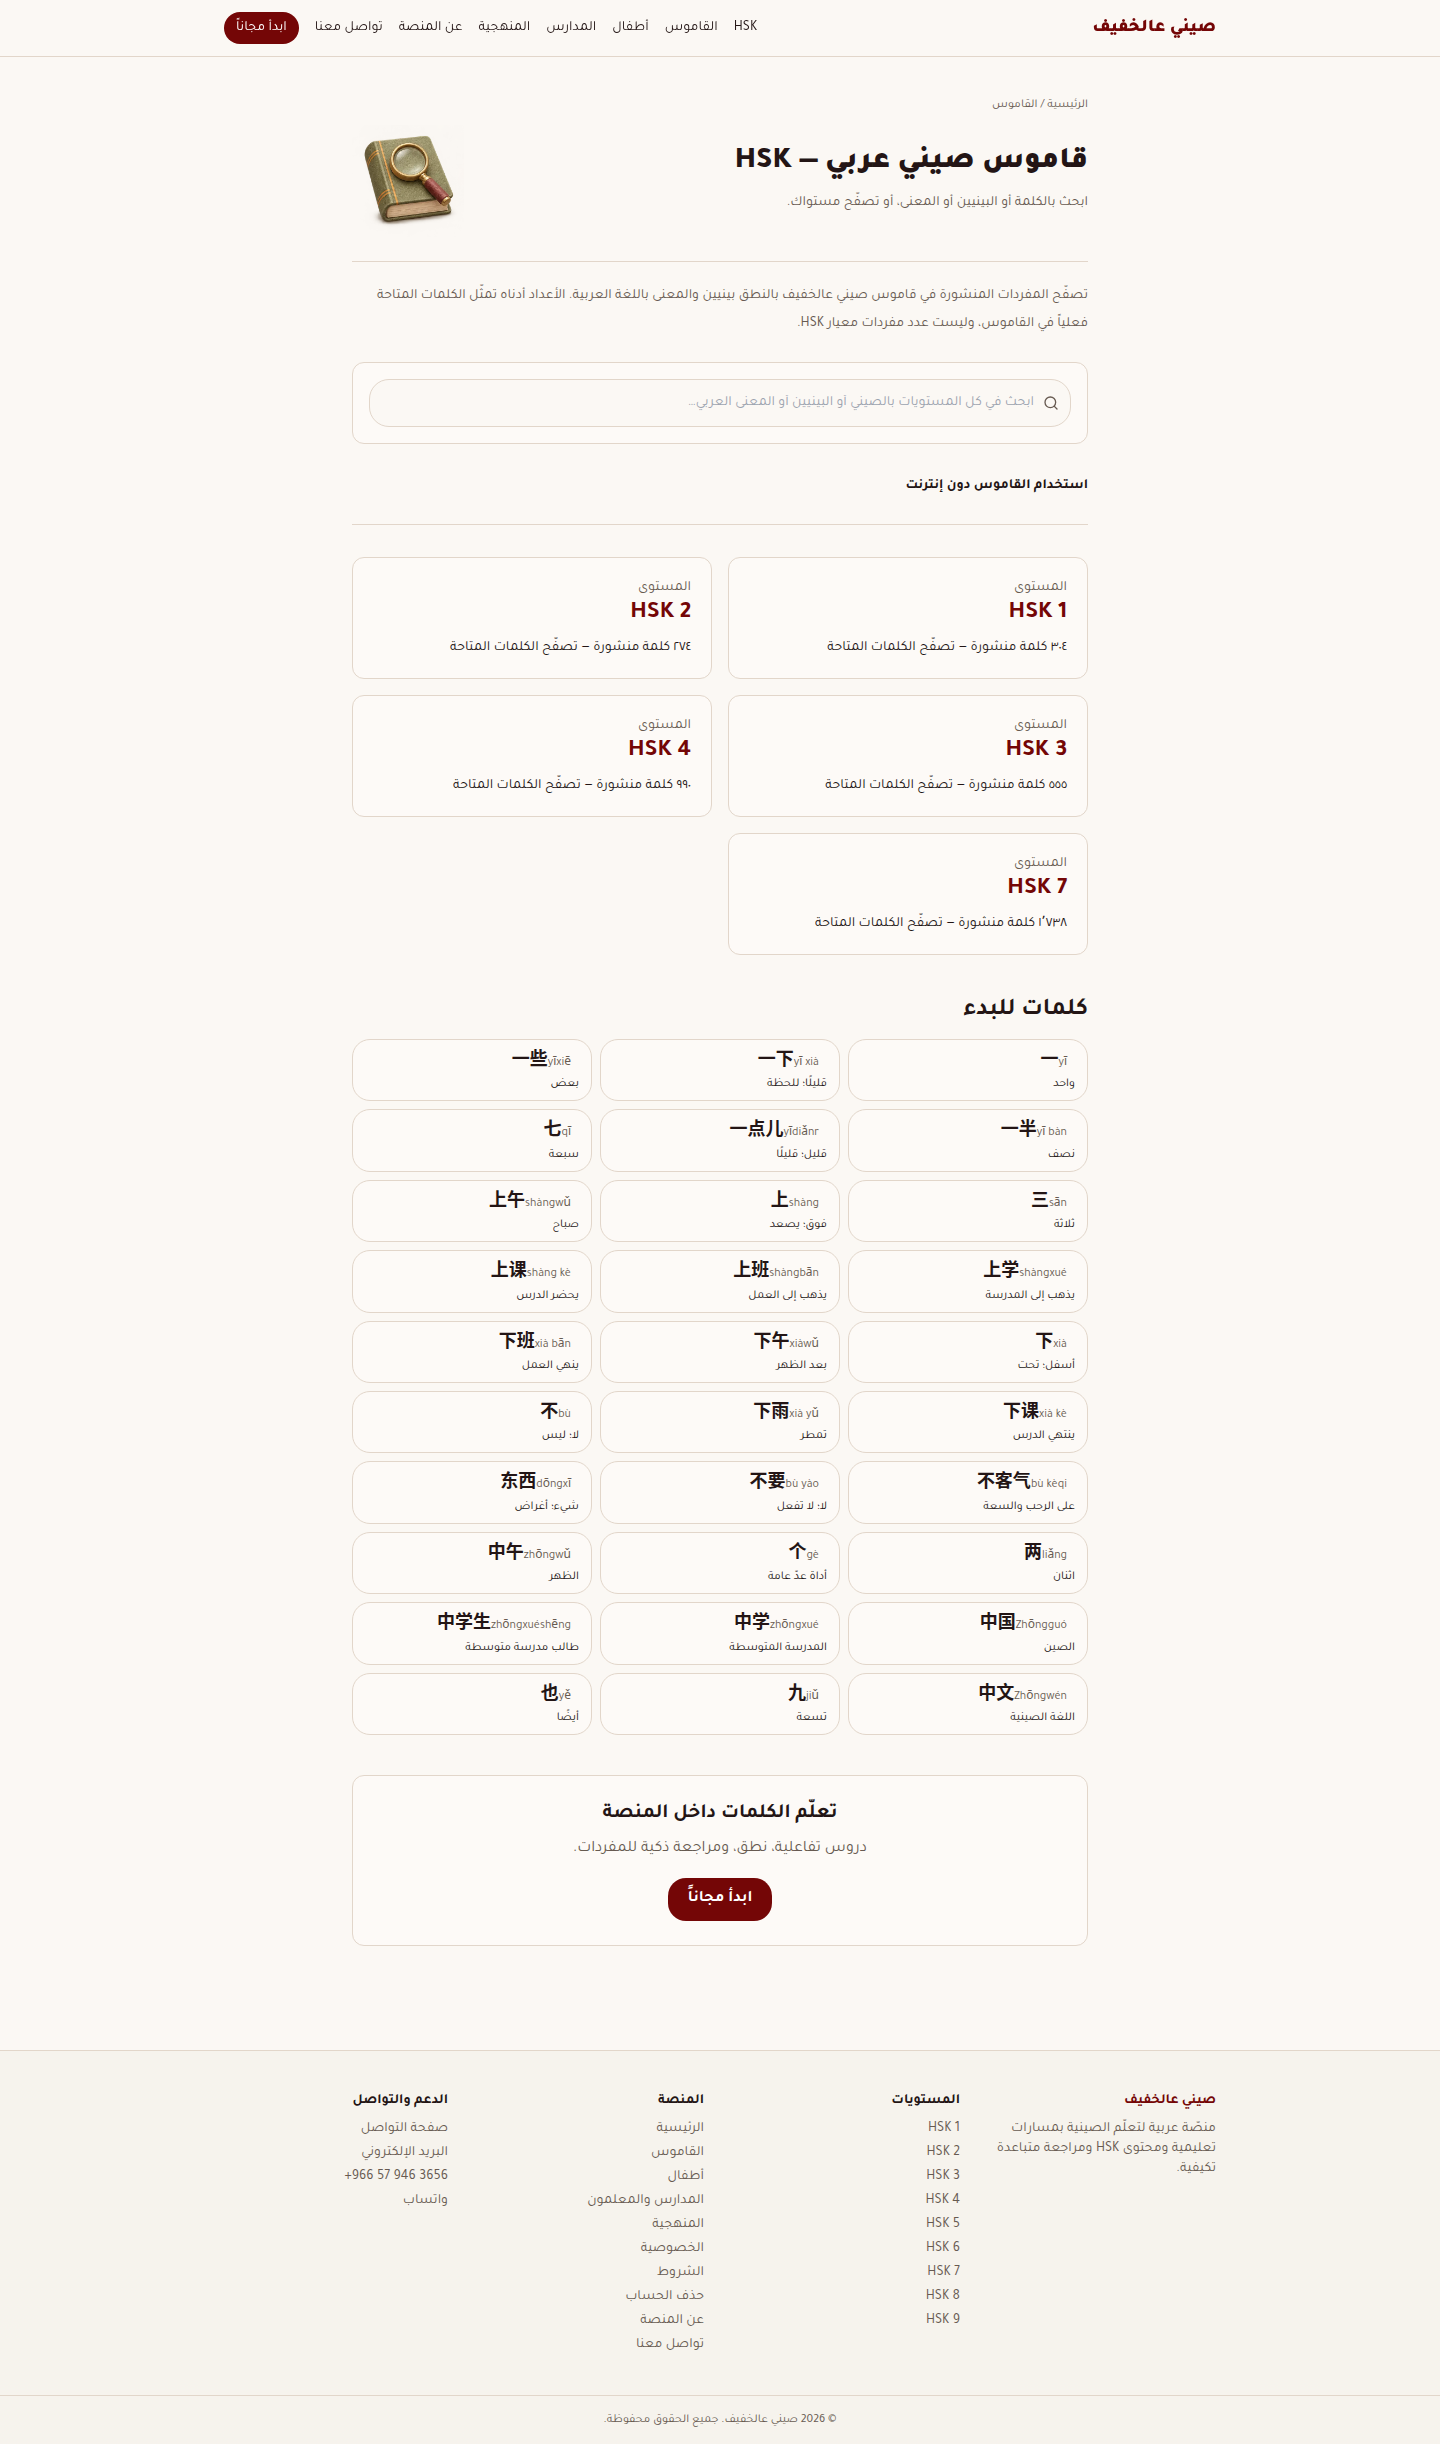 صيني عالخفيف
HSK القاموس أطفال المدارس المنهجية عن المنصة تواصل معنا ابدأ مجاناً
الرئيسية / القاموس
قاموس صيني عربي — HSK
ابحث بالكلمة أو البينيين أو المعنى، أو تصفّح مستواك.
تصفّح المفردات المنشورة في قاموس صيني عالخفيف بالنطق بينيين والمعنى باللغة العربية. الأعداد أدناه تمثّل الكلمات المتاحة
فعلياً في القاموس، وليست عدد مفردات معيار HSK.
ابحث في كل المستويات بالصيني أو البينيين أو المعنى العربي…
استخدام القاموس دون إنترنت
المستوى
HSK 1
٣٠٤ كلمة منشورة — تصفّح الكلمات المتاحة
المستوى
HSK 2
٢٧٤ كلمة منشورة — تصفّح الكلمات المتاحة
المستوى
HSK 3
٥٥٥ كلمة منشورة — تصفّح الكلمات المتاحة
المستوى
HSK 4
٩٩٠ كلمة منشورة — تصفّح الكلمات المتاحة
المستوى
HSK 7
١٬٧٣٨ كلمة منشورة — تصفّح الكلمات المتاحة
كلمات للبدء
一 yī
واحد
一下 yī xià
قليلًا؛ للحظة
一些 yīxiē
بعض
一半 yī bàn
نصف
一点儿 yīdiǎnr
قليل؛ قليلًا
七 qī
سبعة
三 sān
ثلاثة
上 shàng
فوق؛ يصعد
上午 shàngwǔ
صباح
上学 shàngxué
يذهب إلى المدرسة
上班 shàngbān
يذهب إلى العمل
上课 shàng kè
يحضر الدرس
下 xià
أسفل؛ تحت
下午 xiàwǔ
بعد الظهر
下班 xià bān
ينهي العمل
下课 xià kè
ينتهي الدرس
下雨 xià yǔ
تمطر
不 bù
لا؛ ليس
不客气 bù kèqi
على الرحب والسعة
不要 bù yào
لا؛ لا تفعل
东西 dōngxī
شيء؛ أغراض
两 liǎng
اثنان
个 gè
أداة عدّ عامة
中午 zhōngwǔ
الظهر
中国 Zhōngguó
الصين
中学 zhōngxué
المدرسة المتوسطة
中学生 zhōngxuéshēng
طالب مدرسة متوسطة
中文 Zhōngwén
اللغة الصينية
九 jiǔ
تسعة
也 yě
أيضًا
تعلّم الكلمات داخل المنصة
دروس تفاعلية، نطق، ومراجعة ذكية للمفردات.
ابدأ مجاناً
صيني عالخفيف
منصّة عربية لتعلّم الصينية بمسارات
تعليمية ومحتوى HSK ومراجعة متباعدة
تكيفية.
المستويات
HSK 1
HSK 2
HSK 3
HSK 4
HSK 5
HSK 6
HSK 7
HSK 8
HSK 9
المنصة
الرئيسية
القاموس
أطفال
المدارس والمعلمون
المنهجية
الخصوصية
الشروط
حذف الحساب
عن المنصة
تواصل معنا
الدعم والتواصل
صفحة التواصل
البريد الإلكتروني
+966 57 946 3656
واتساب
© 2026 صيني عالخفيف. جميع الحقوق محفوظة.